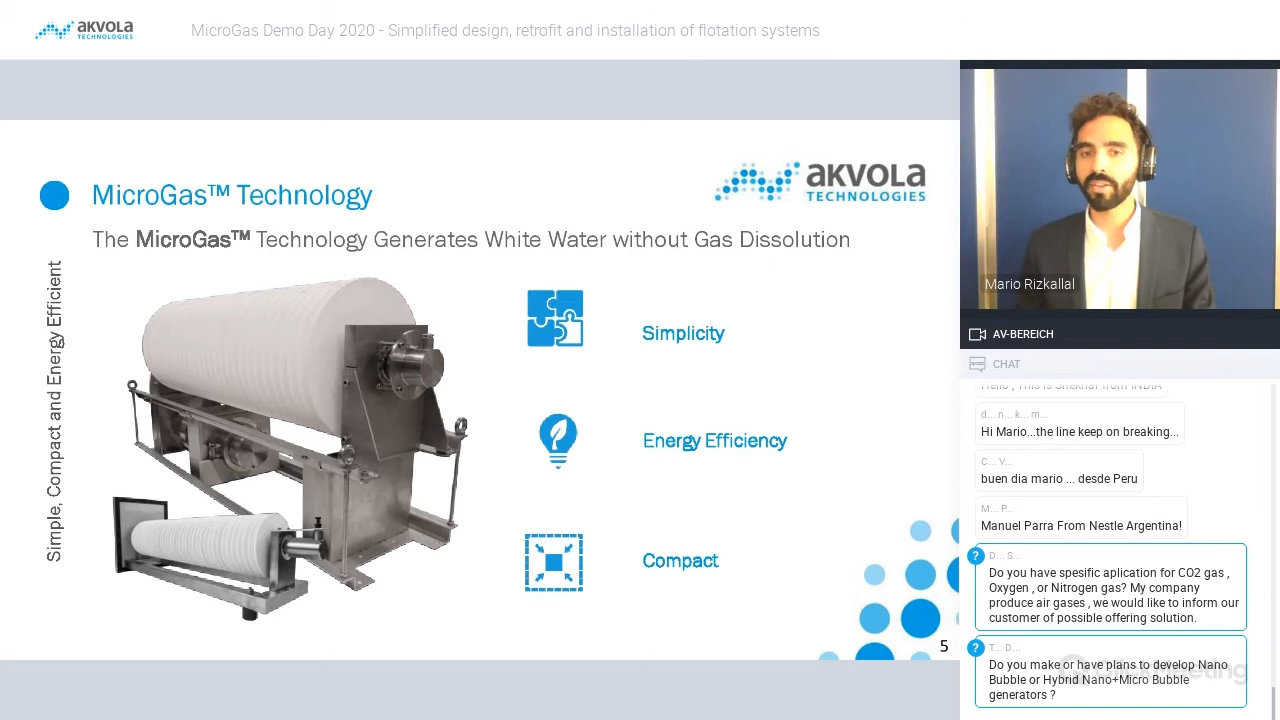 akvola
TECHNOLOGIES
MicroGas Demo Day 2020 - Simplified design, retrofit and installation of flotation systems
MicroGas™ Technology
akvola
TECHNOLOGIES
The MicroGas™ Technology Generates White Water without Gas Dissolution
Simple, Compact and Energy Efficient
Simplicity
Energy Efficiency
Compact
5
Mario Rizkallal
AV-BEREICH
CHAT
Hello , This is Shekhar from INDIA
d... n... k... m...
Hi Mario...the line keep on breaking...
C... V...
buen dia mario ... desde Peru
M... P...
Manuel Parra From Nestle Argentina!
?
D... S...
Do you have spesific aplication for CO2 gas ,
Oxygen , or Nitrogen gas? My company
produce air gases , we would like to inform our
customer of possible offering solution.
?
T... D...
Do you make or have plans to develop Nano
Bubble or Hybrid Nano+Micro Bubble
generators ?